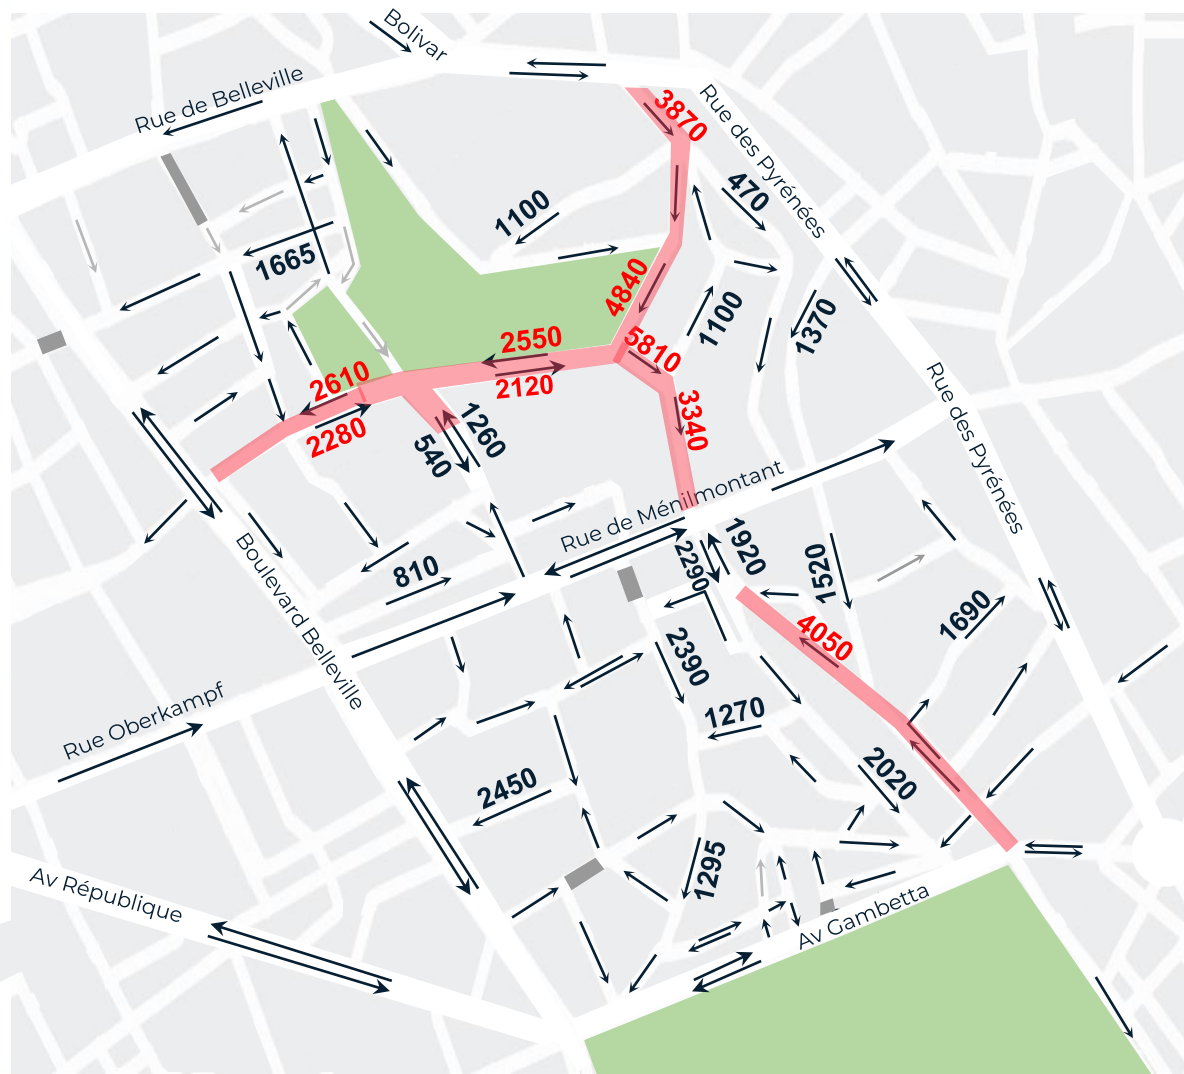 Bolivar
Rue de Belleville
3870
Rue des Pyrénées
470
1100
1665
4840
1100
1370
2550
5810
2610
2120
3340
2280
1260
540
Rue des Pyrénées
Rue de Ménilmontant
1920
2290
1520
810
Boulevard Belleville
1690
4050
2390
1270
Rue Oberkampf
2020
2450
1295
Av République
Av Gambetta